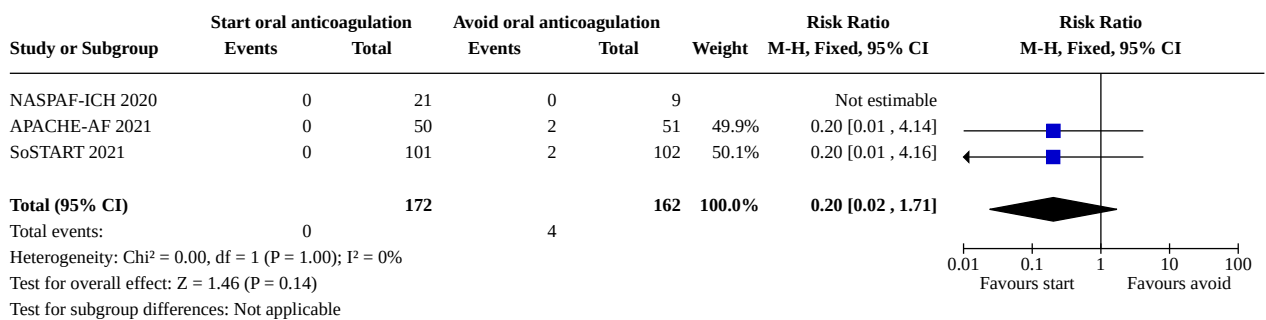 Start oral anticoagulation Avoid oral anticoagulation Risk Ratio Risk Ratio
Study or Subgroup Events Total Events Total Weight M-H, Fixed, 95% CI M-H, Fixed, 95% CI
NASPAF-ICH 2020 0 21 0 9 Not estimable
APACHE-AF 2021 0 50 2 51 49.9% 0.20 [0.01 , 4.14]
SoSTART 2021 0 101 2 102 50.1% 0.20 [0.01 , 4.16]
Total (95% CI) 172 162 100.0% 0.20 [0.02 , 1.71]
Total events: 0 4
Heterogeneity: Chi² = 0.00, df = 1 (P = 1.00); I² = 0%
0.01 0.1 1 10 100
Test for overall effect: Z = 1.46 (P = 0.14) Favours start Favours avoid
Test for subgroup differences: Not applicable